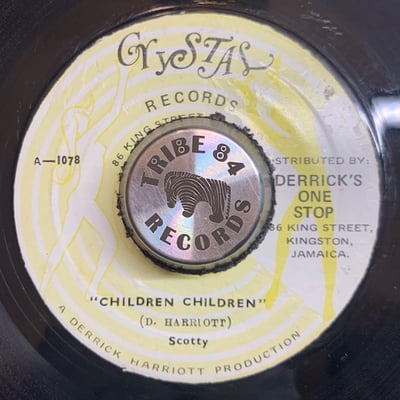 CRYSTAL
RECORDS
86 KING STREET
A—1078
TRIBE 84
RECORDS
STRIBUTED BY:
DERRICK'S
ONE
STOP
86 KING STREET,
KINGSTON,
JAMAICA.
"CHILDREN CHILDREN"
(D. HARRIOTT)
Scotty
A DERRICK HARRIOTT PRODUCTION